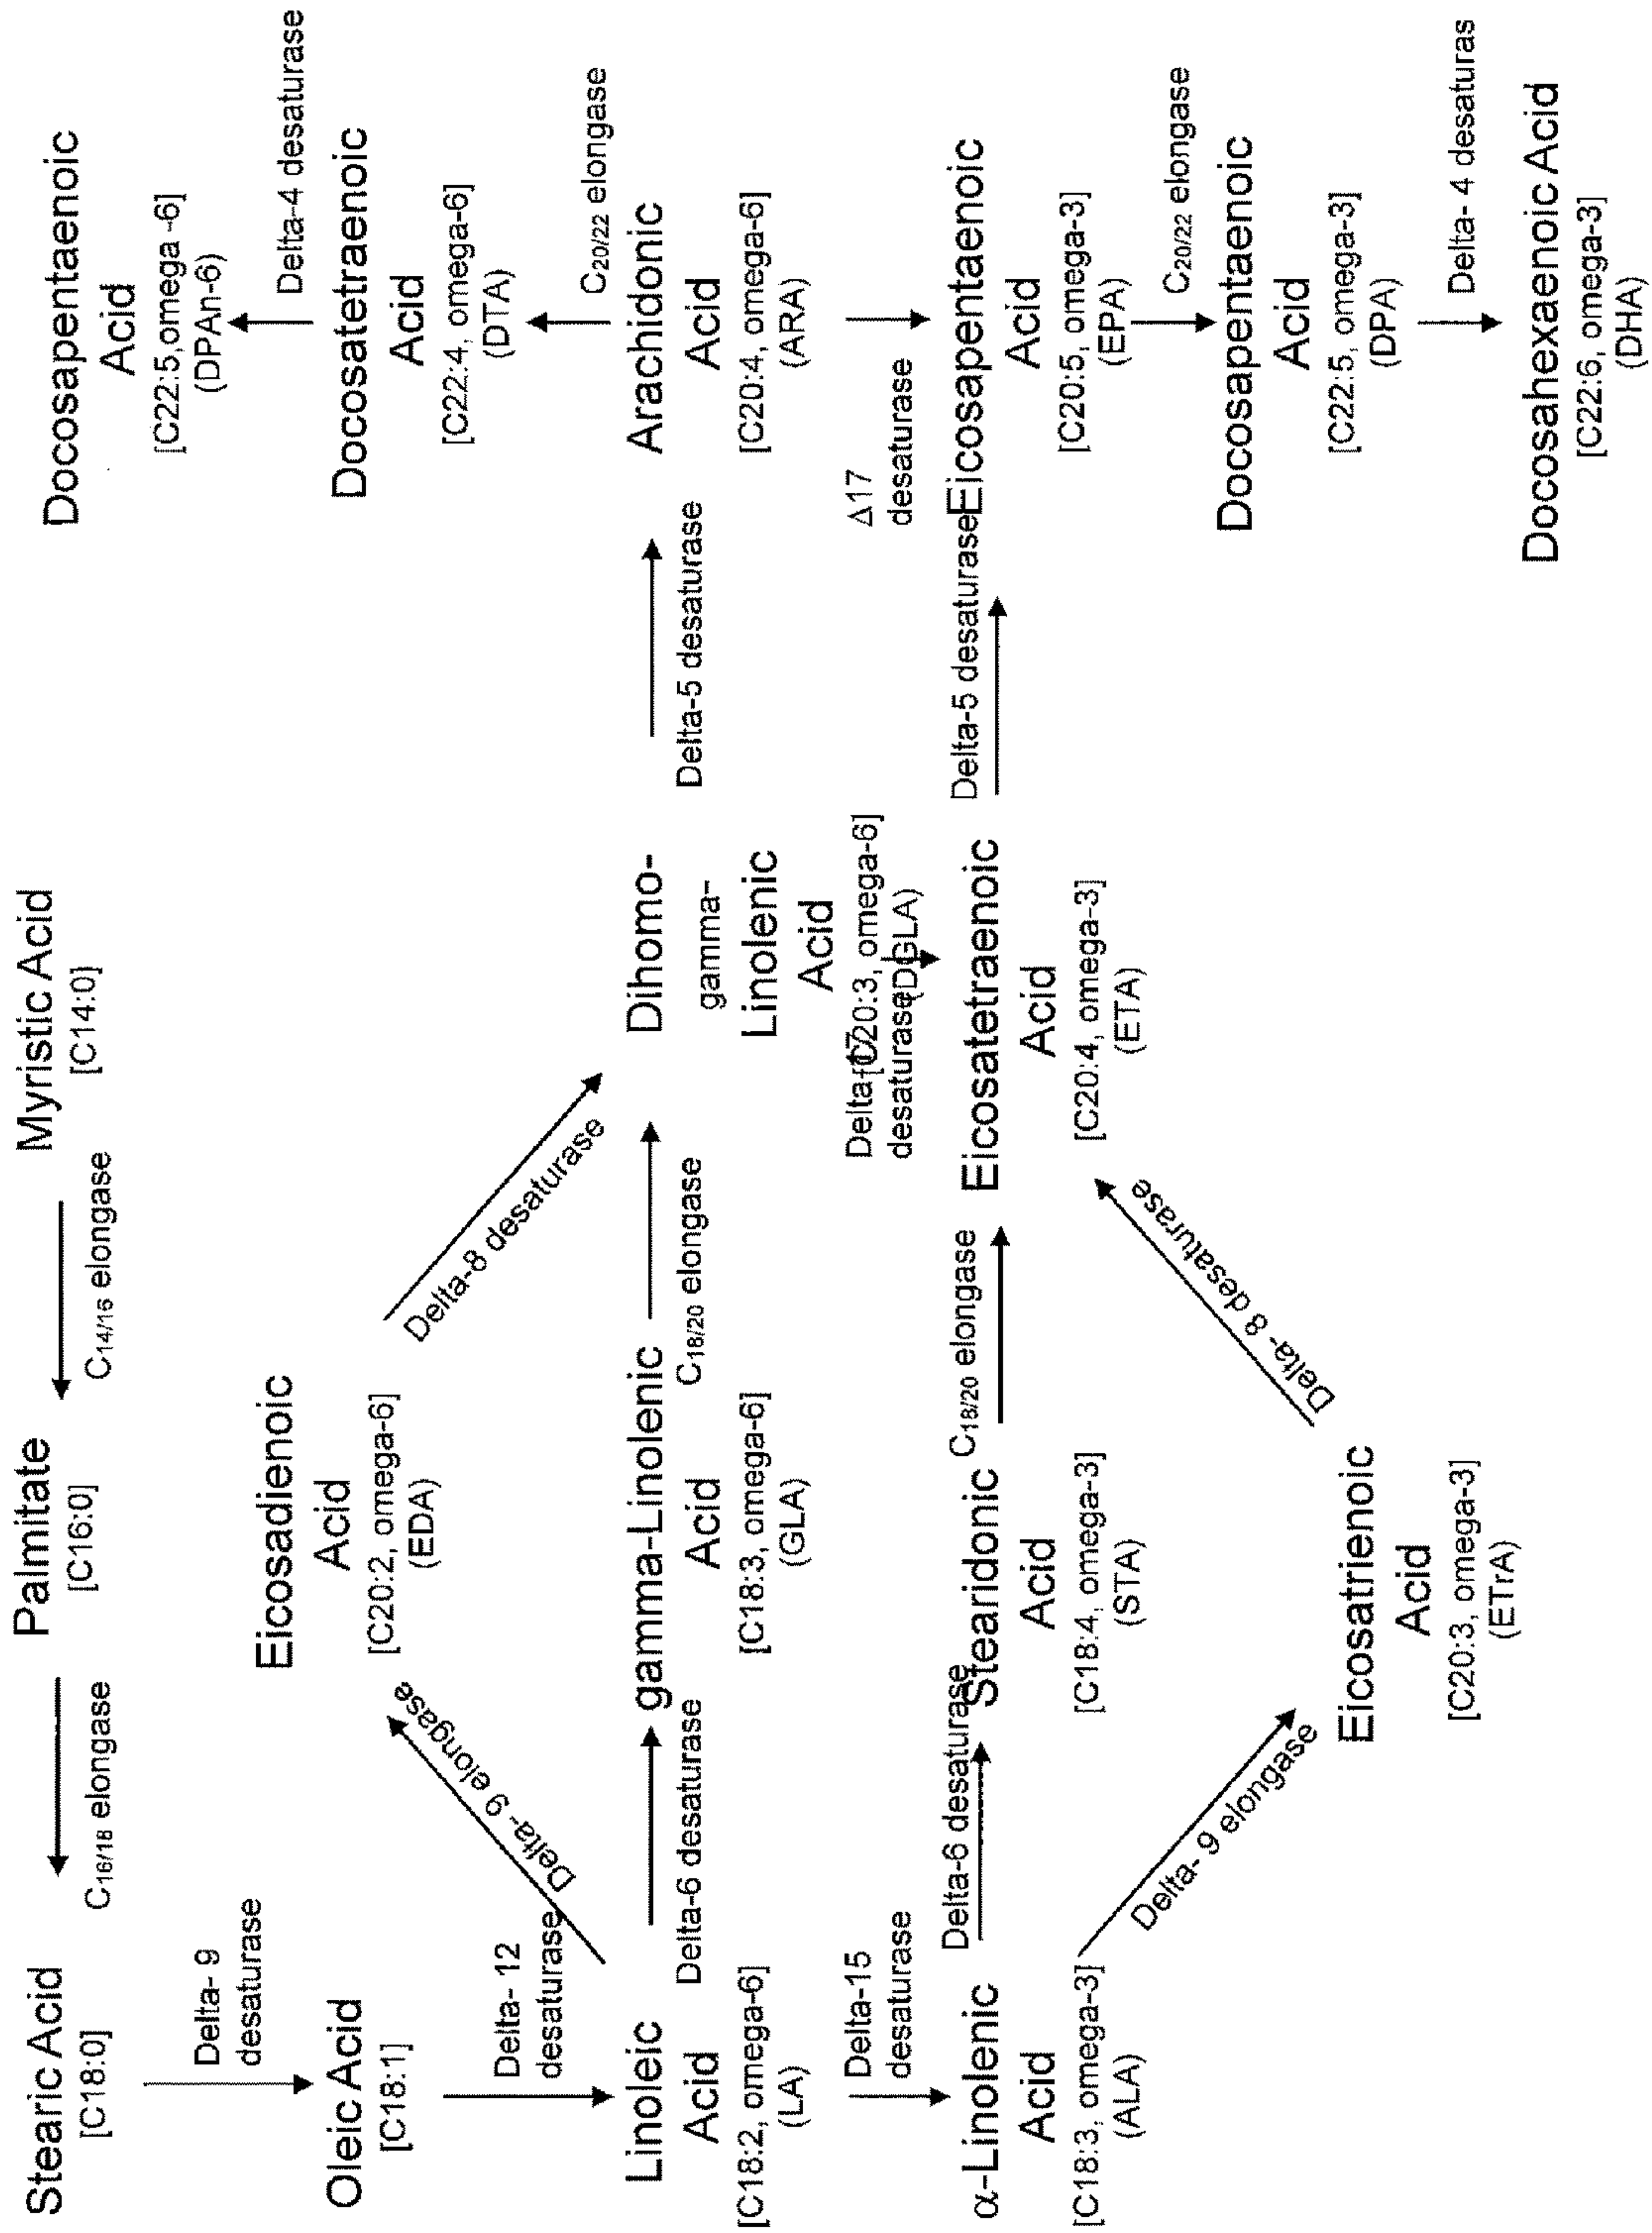 Myristic Acid
[C14:0]
C14/16 elongase
Palmitate
[C16:0]
C16/18 elongase
Stearic Acid
[C18:0]
Delta- 9
desaturase
Oleic Acid
[C18:1]
Delta- 12
desaturase
Linoleic
Acid
[C18:2, omega-6]
(LA)
Delta- 9 elongase
Eicosadienoic
Acid
[C20:2, omega-6]
(EDA)
Delta-8 desaturase
Delta-6 desaturase
gamma-Linolenic
Acid
[C18:3, omega-6]
(GLA)
C18/20 elongase
Dihomo-
gamma-
Linolenic
Acid
[C20:3, omega-6]
(DGLA)
Delta-5 desaturase
Arachidonic
Acid
[C20:4, omega-6]
(ARA)
C20/22 elongase
Docosatetraenoic
Acid
[C22:4, omega-6]
(DTA)
Delta-4 desaturase
Docosapentaenoic
Acid
[C22:5,omega -6]
(DPAn-6)
Delta-15
desaturase
Delta 17
desaturase
Δ17
desaturase
α-Linolenic
Acid
[C18:3, omega-3]
(ALA)
Delta-6 desaturase
Stearidonic
Acid
[C18:4, omega-3]
(STA)
C18/20 elongase
Eicosatetraenoic
Acid
[C20:4, omega-3]
(ETA)
Delta-5 desaturase
Eicosapentaenoic
Acid
[C20:5, omega-3]
(EPA)
C20/22 elongase
Docosapentaenoic
Acid
[C22:5, omega-3]
(DPA)
Delta- 4 desaturas
Docosahexaenoic Acid
[C22:6, omega-3]
(DHA)
Delta- 9 elongase
Eicosatrienoic
Acid
[C20:3, omega-3]
(ETrA)
Delta- 8 desaturase